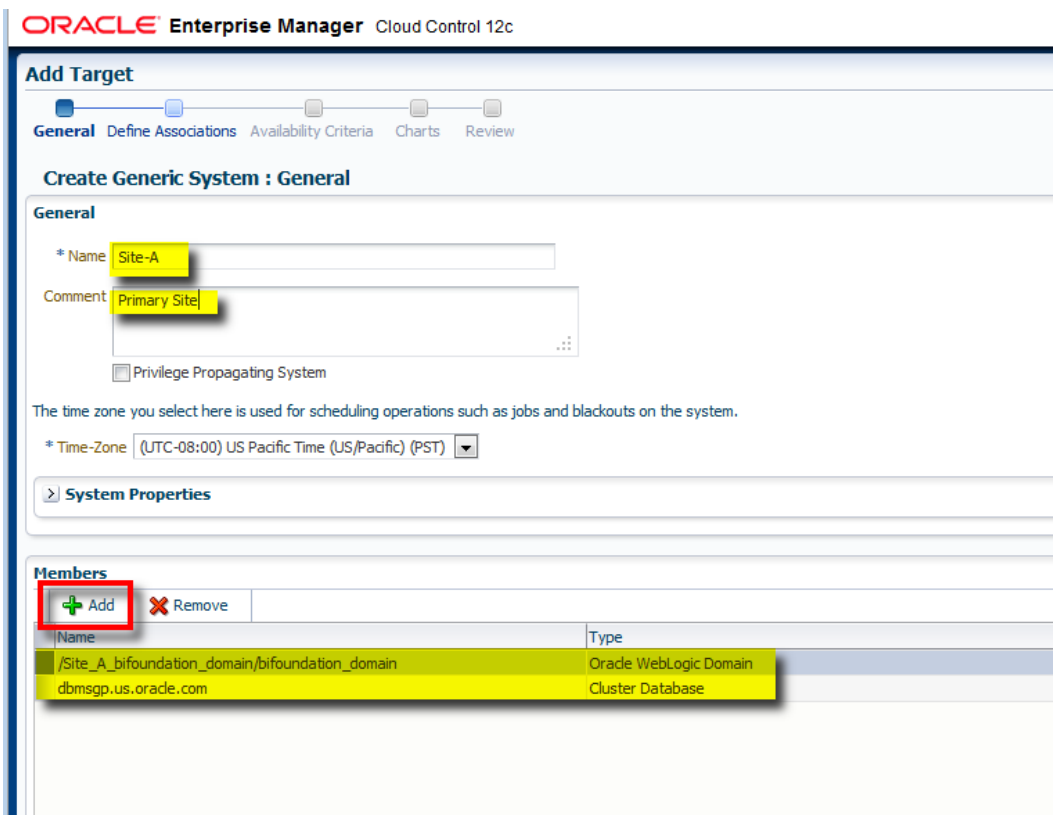 ORACLE Enterprise Manager Cloud Control 12c
Add Target
General Define Associations Availability Criteria Charts Review
Create Generic System : General
General
* Name Site-A
Comment Primary Site
Privilege Propagating System
The time zone you select here is used for scheduling operations such as jobs and blackouts on the system.
* Time-Zone (UTC-08:00) US Pacific Time (US/Pacific) (PST)
System Properties
Members
Add Remove
Name Type
/Site_A_bifoundation_domain/bifoundation_domain Oracle WebLogic Domain
dbmsgp.us.oracle.com Cluster Database